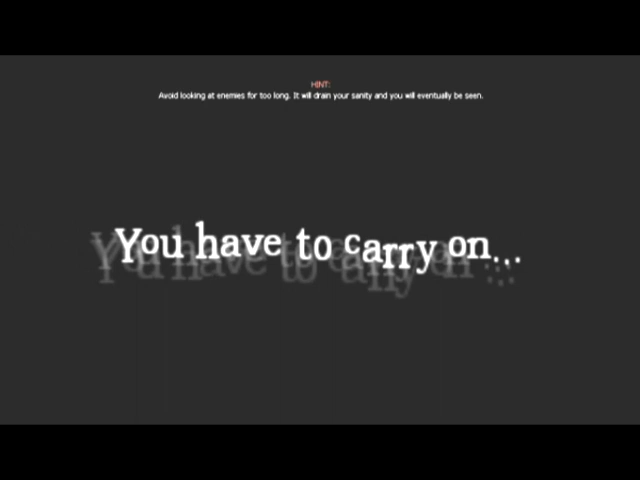 HINT:
Avoid looking at enemies for too long. It will drain your sanity and you will eventually be seen.
You have to carry on...